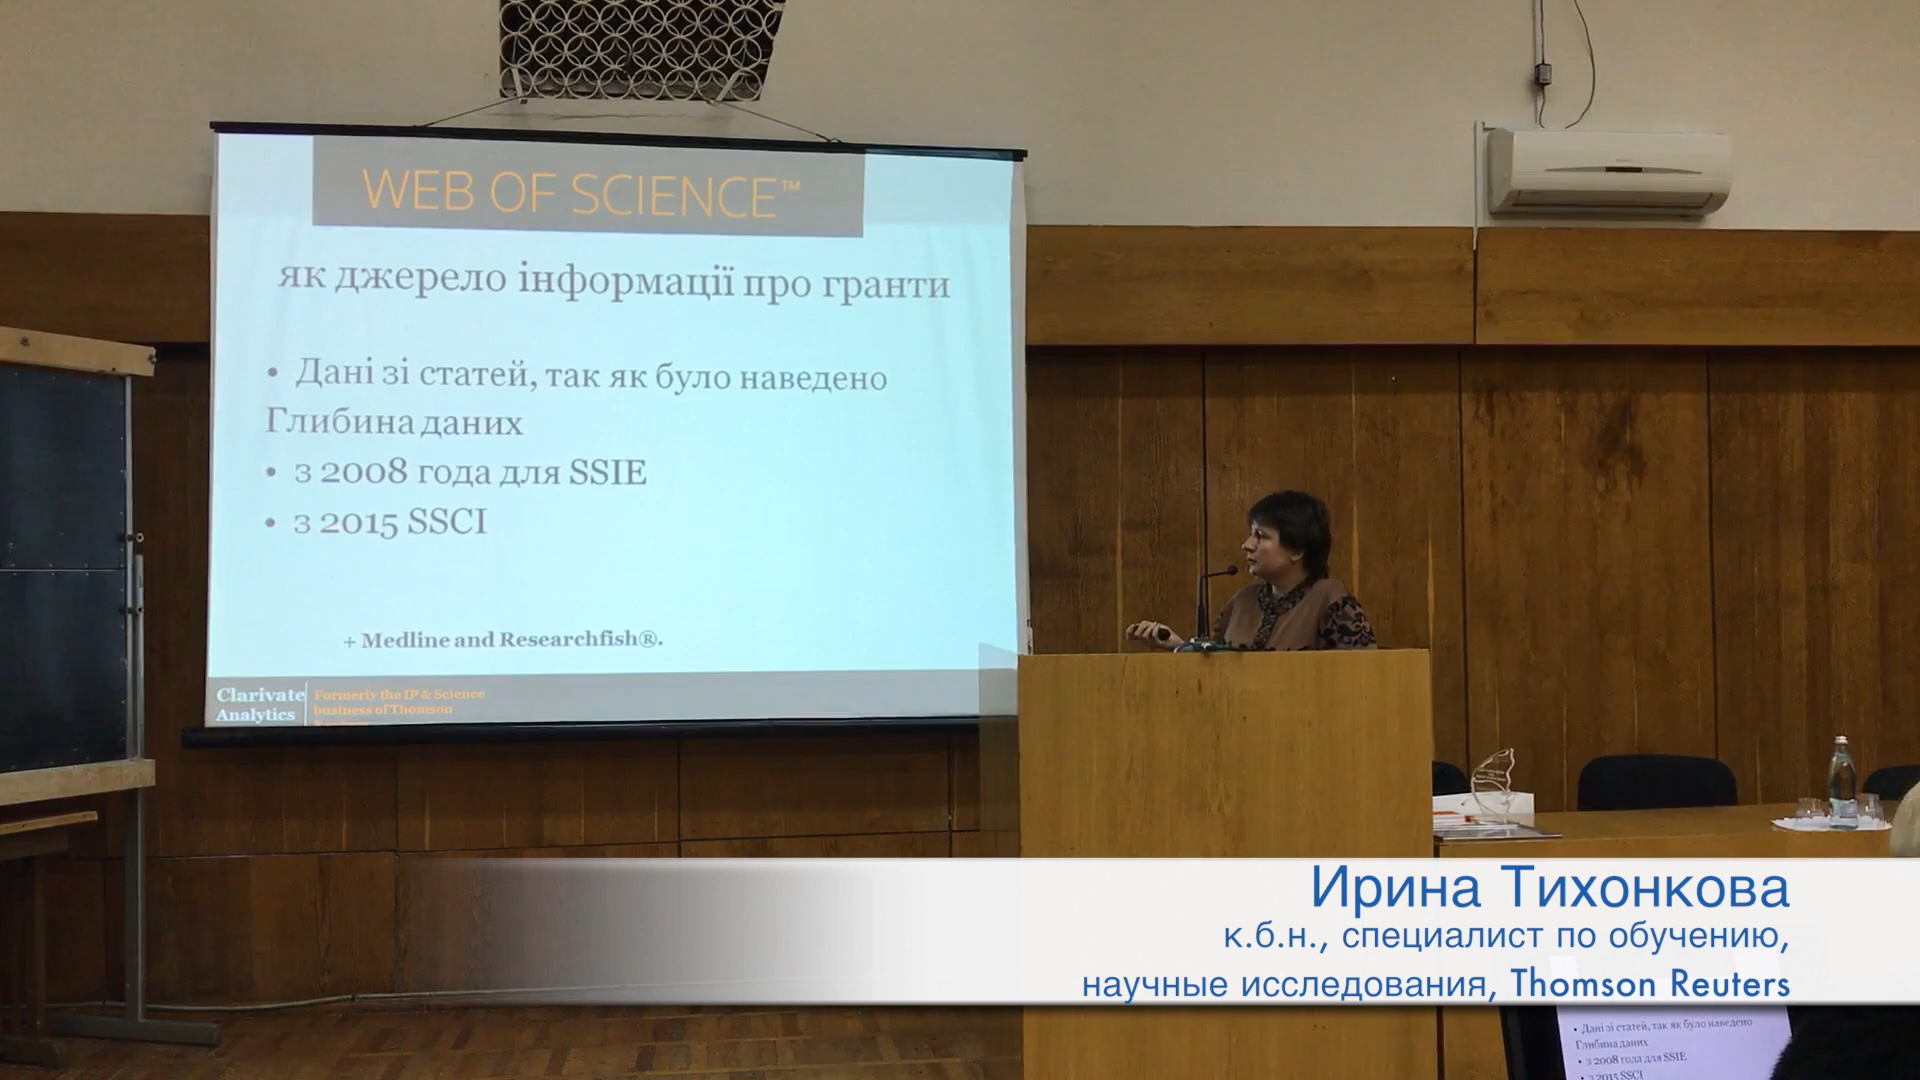 WEB OF SCIENCE™
як джерело інформації про гранти
• Дані зі статей, так як було наведено
Глибина даних
• з 2008 года для SSIE
• з 2015 SSCI
+ Medline and Researchfish®.
Clarivate
Analytics
Formerly the IP & Science
business of Thomson
Ирина Тихонкова
к.б.н., специалист по обучению,
научные исследования, Thomson Reuters
• Дані зі статей, так як було наведено
Глибина даних
• з 2008 года для SSIE
• з 2015 SSCI